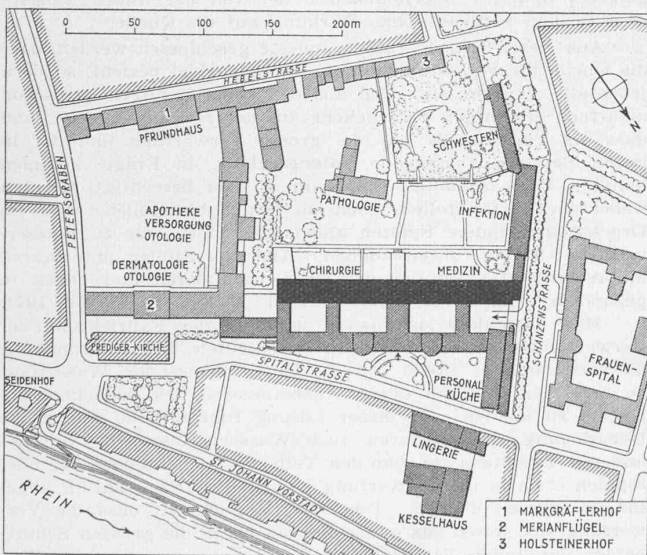 0 50 100 150 200M
HEBELSTRASSE
3
1
PFRUNDHAUS
SCHWESTERN
N
PETERSGRABEN
PATHOLOGIE
INFEKTION
APOTHEKE
VERSORGUNG
OTOLOGIE
DERMATOLOGIE
OTOLOGIE
CHIRURGIE
MEDIZIN
SCHANZENSTRASSE
2
PREDIGER-KIRCHE
SPITALSTRASSE
FRAUEN-
SPITAL
SEIDENHOF
PERSONAL
KÜCHE
LINGERIE
ST. JOHANN VORSTADT
KESSELHAUS
RHEIN
1 MARKGRÄFLERHOF
2 MERIANFLÜGEL
3 HOLSTEINERHOF